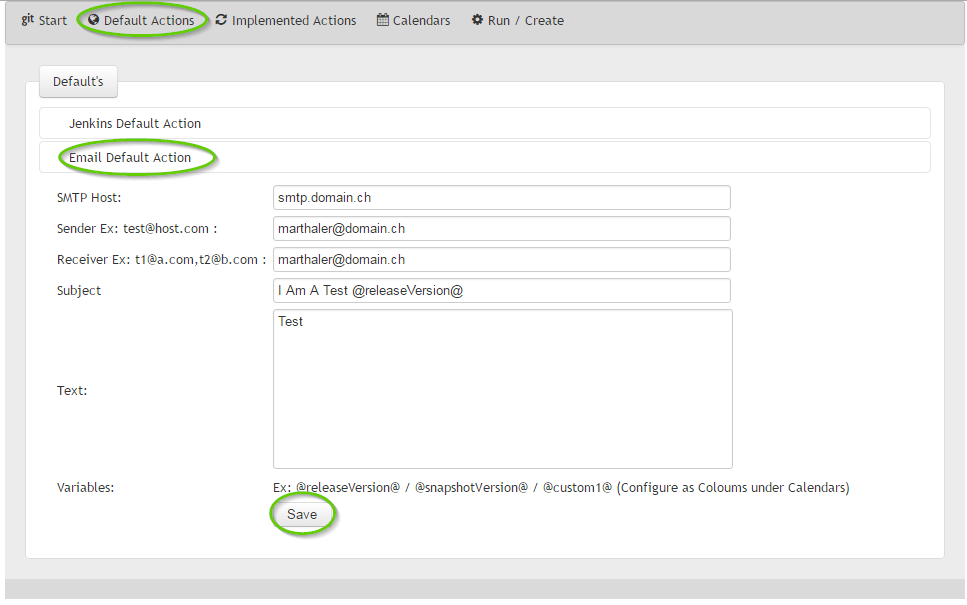 git Start Default Actions Implemented Actions Calendars Run / Create
Default's
Jenkins Default Action
Email Default Action
SMTP Host: smtp.domain.ch
Sender Ex: test@host.com : marthaler@domain.ch
Receiver Ex: t1@a.com,t2@b.com : marthaler@domain.ch
Subject I Am A Test @releaseVersion@
Test
Text:
Variables: Ex: @releaseVersion@ / @snapshotVersion@ / @custom1@ (Configure as Coloums under Calendars)
Save